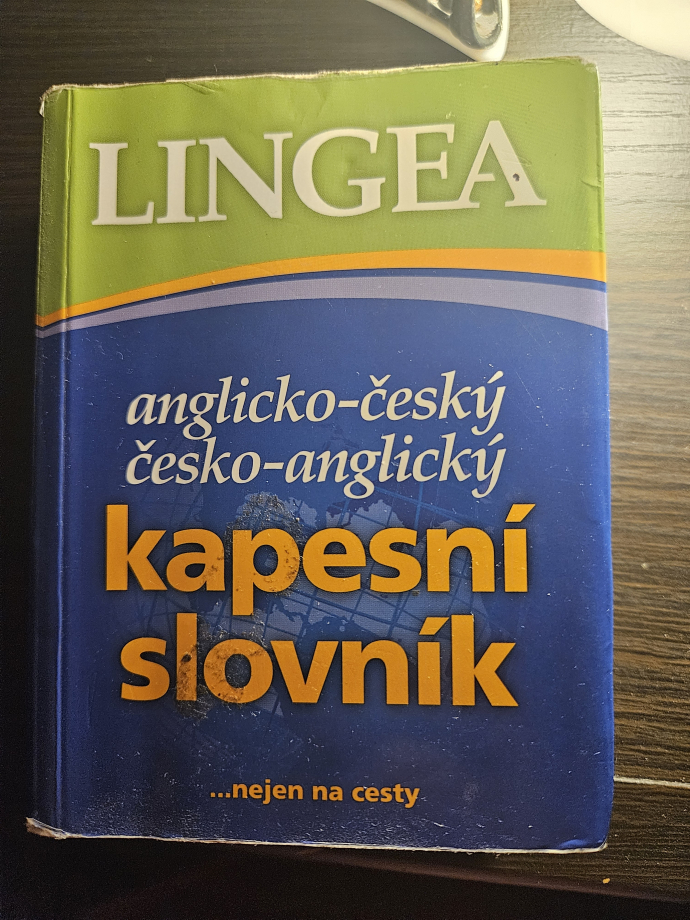 LINGEA
anglicko-český
česko-anglický
kapesní
slovník
...nejen na cesty